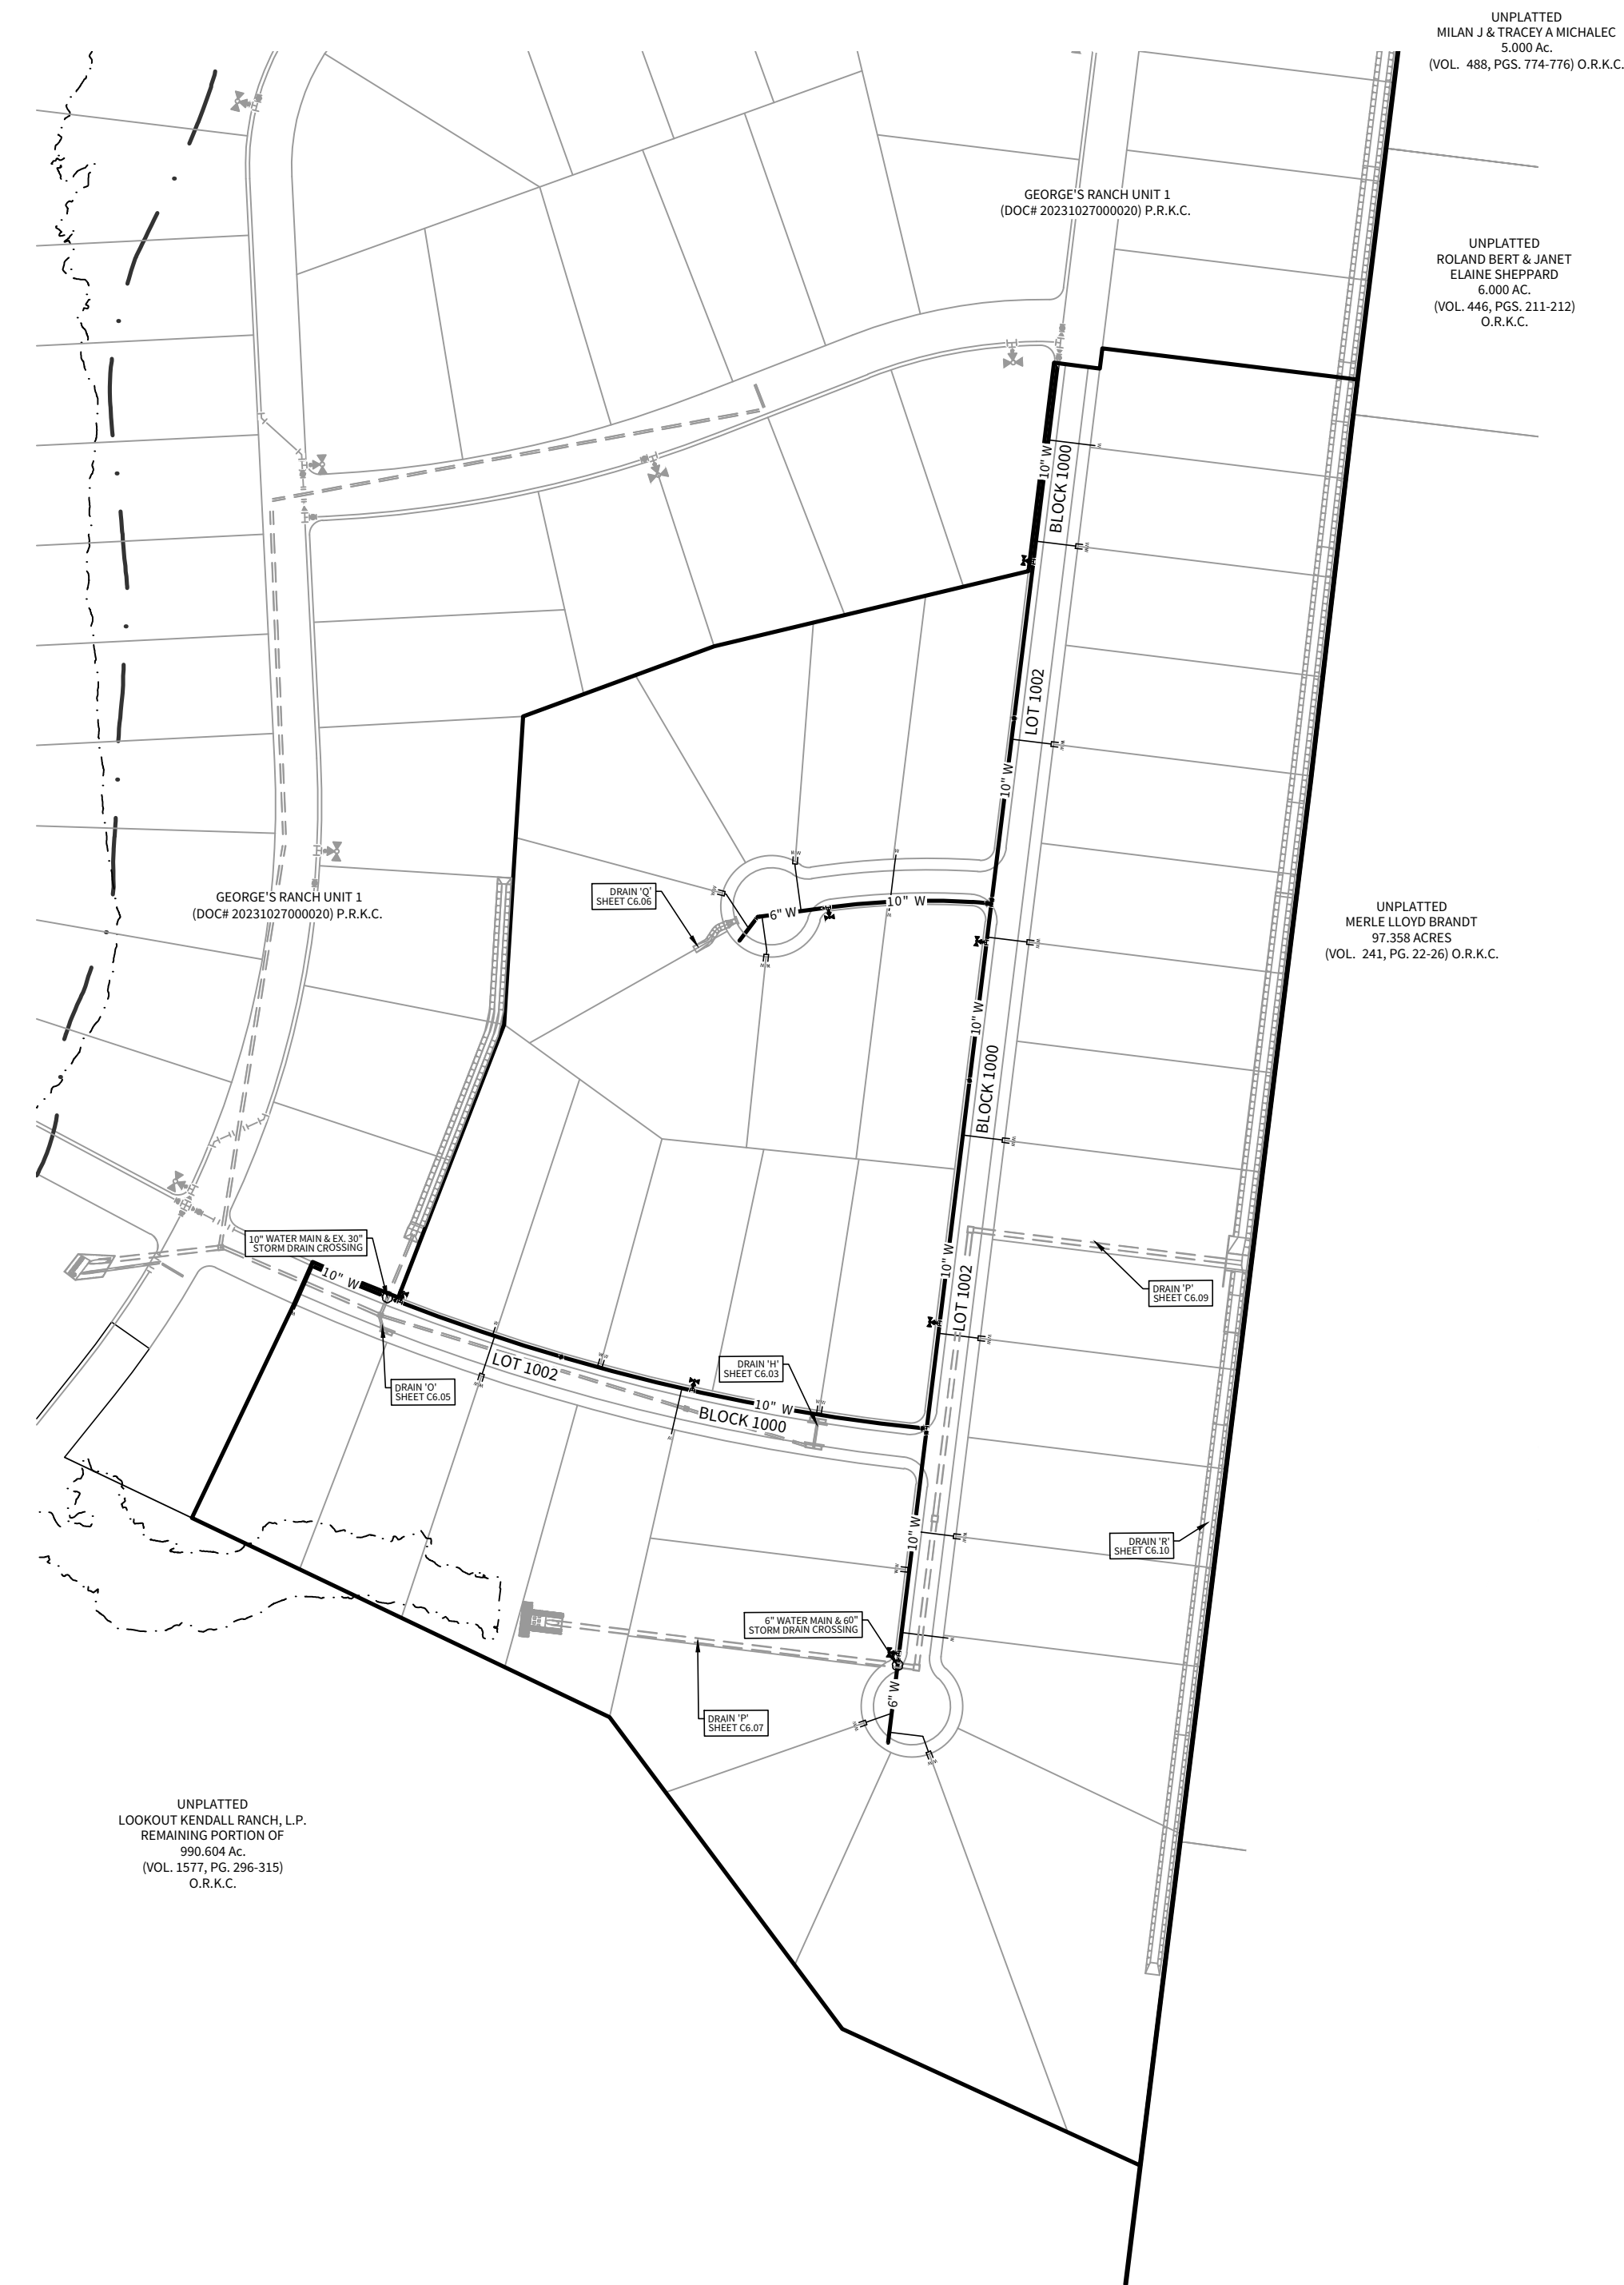 UNPLATTED
MILAN J & TRACEY A MICHALEC
5.000 Ac.
(VOL.  488, PGS. 774-776) O.R.K.C.
GEORGE'S RANCH UNIT 1
(DOC# 20231027000020) P.R.K.C.
UNPLATTED
ROLAND BERT & JANET
ELAINE SHEPPARD
6.000 AC.
(VOL. 446, PGS. 211-212)
O.R.K.C.
10" W
BLOCK 1000
LOT 1002
10" W
GEORGE'S RANCH UNIT 1
(DOC# 20231027000020) P.R.K.C.
DRAIN 'Q'
SHEET C6.06
6" W
10" W
UNPLATTED
MERLE LLOYD BRANDT
97.358 ACRES
(VOL.  241, PG. 22-26) O.R.K.C.
10" W
BLOCK 1000
10" W
LOT 1002
10" WATER MAIN & EX. 30"
STORM DRAIN CROSSING
10" W
DRAIN 'P'
SHEET C6.09
LOT 1002
DRAIN 'H'
SHEET C6.03
DRAIN 'O'
SHEET C6.05
10" W
BLOCK 1000
10" W
DRAIN 'R'
SHEET C6.10
6" WATER MAIN & 60"
STORM DRAIN CROSSING
6" W
DRAIN 'P'
SHEET C6.07
UNPLATTED
LOOKOUT KENDALL RANCH, L.P.
REMAINING PORTION OF
990.604 Ac.
(VOL. 1577, PG. 296-315)
O.R.K.C.